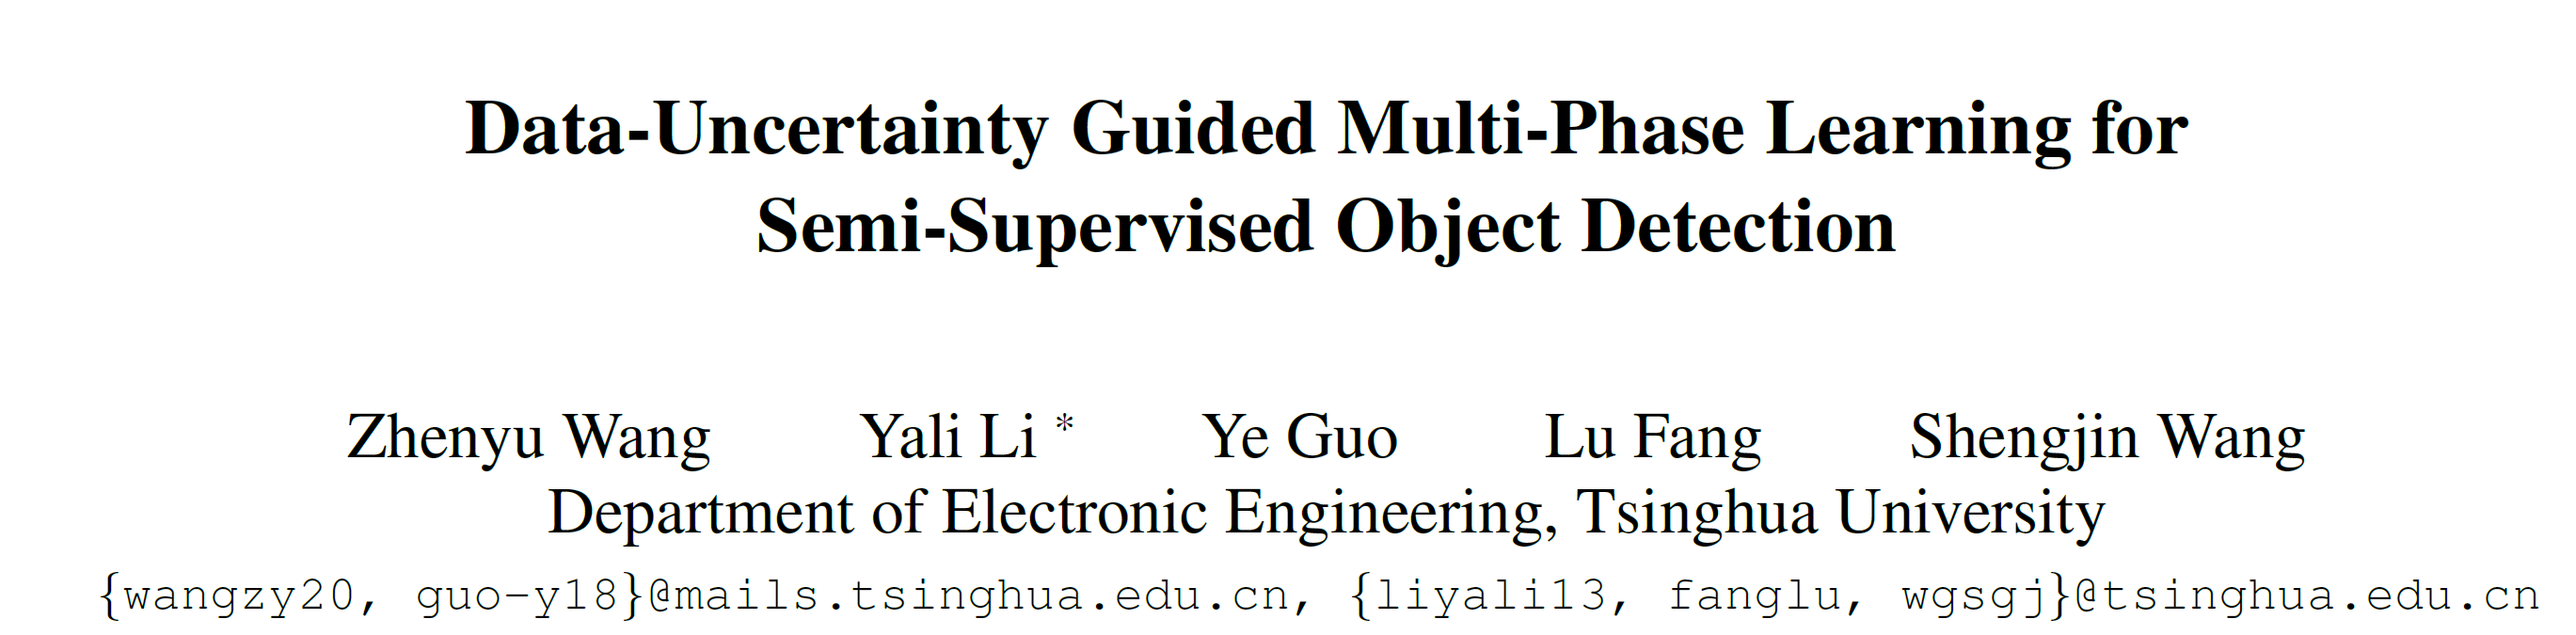 Data-Uncertainty Guided Multi-Phase Learning for
Semi-Supervised Object Detection
Zhenyu Wang Yali Li * Ye Guo Lu Fang Shengjin Wang
Department of Electronic Engineering, Tsinghua University
{wangzy20, guo-y18}@mails.tsinghua.edu.cn, {liyali13, fanglu, wgsgj}@tsinghua.edu.cn